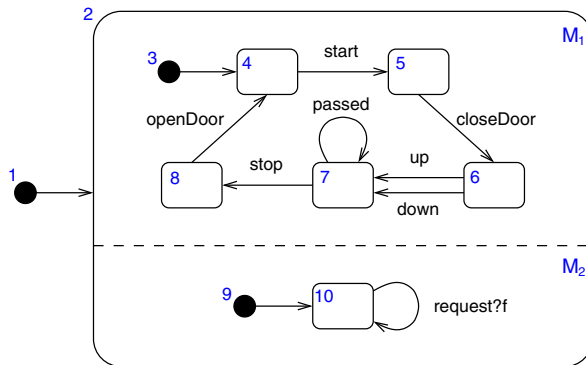 2
M1
3
4
start
5
passed
openDoor
closeDoor
1
8
stop
7
up
6
down
M2
9
10
request?f